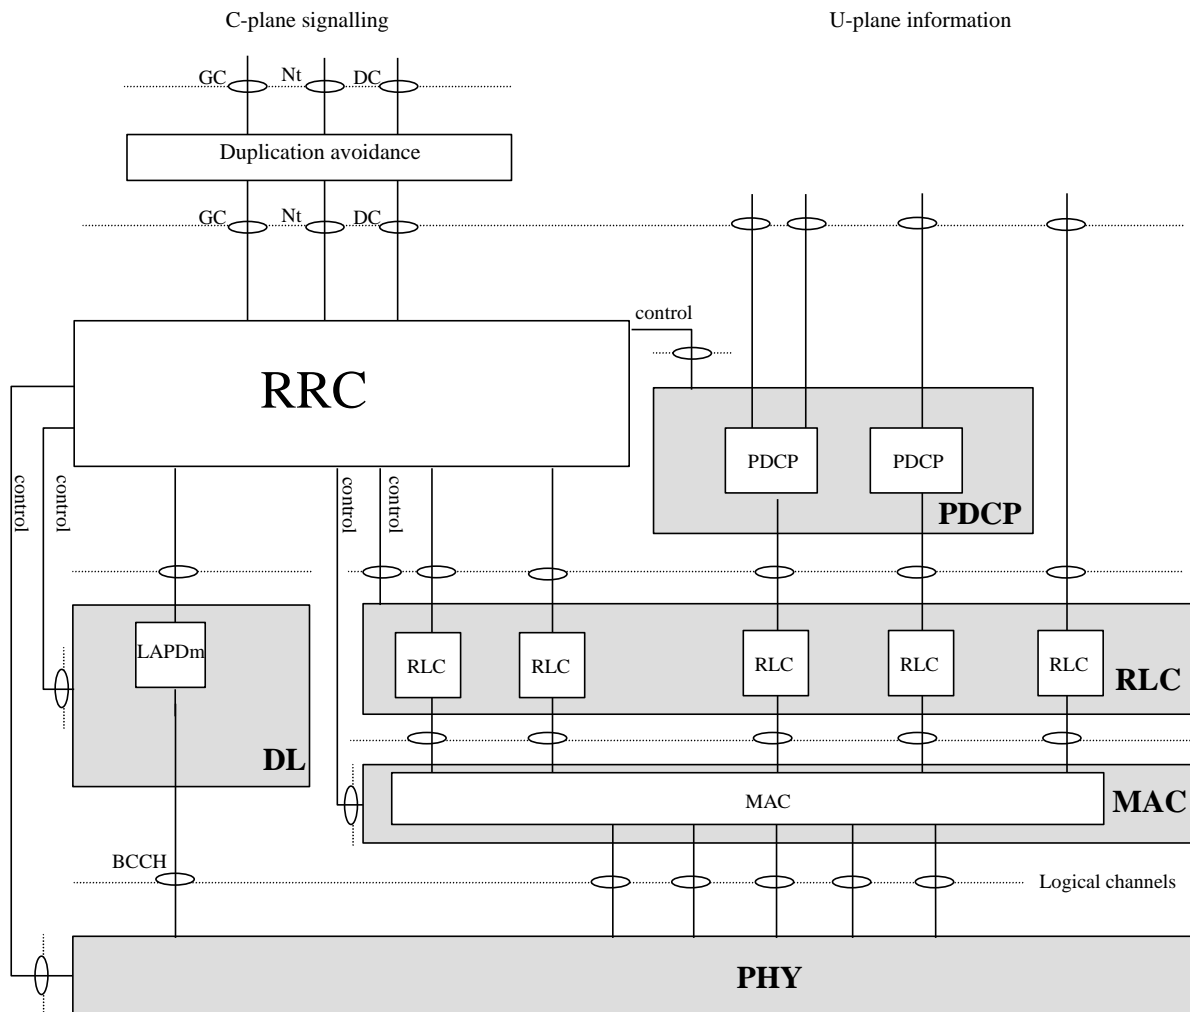 C-plane signalling
U-plane information
GC
Nt
DC
Duplication avoidance
GC
Nt
DC
control
RRC
control
control
control
control
PDCP
PDCP
PDCP
LAPDm
RLC
RLC
RLC
RLC
RLC
RLC
DL
MAC
MAC
BCCH
Logical channels
PHY